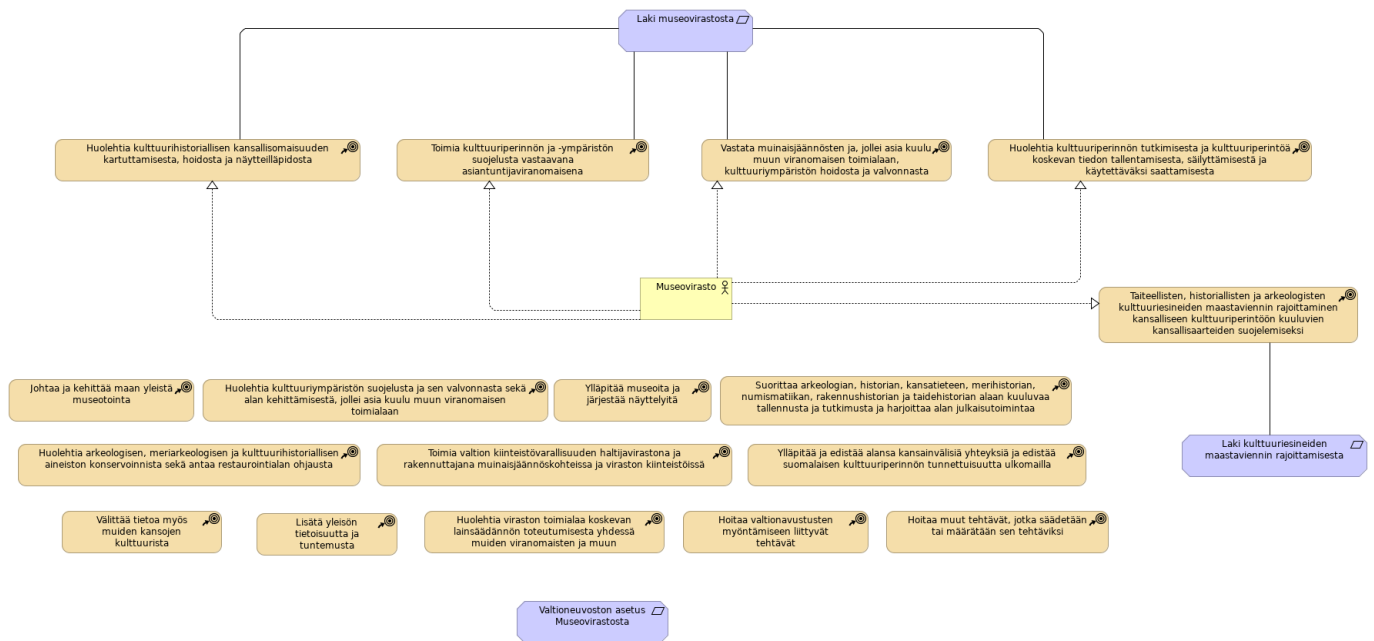 Laki museovirastosta
Huolehtia kulttuurihistoriallisen kansallisomaisuuden
kartuttamisesta, hoidosta ja näytteilläpidosta
Toimia kulttuuriperinnön ja -ympäristön
suojelusta vastaavana
asiantuntijaviranomaisena
Vastata muinaisjäännösten ja, jollei asia kuulu
muun viranomaisen toimialaan,
kulttuuriympäristön hoidosta ja valvonnasta
Huolehtia kulttuuriperinnön tutkimisesta ja kulttuuriperintöä
koskevan tiedon tallentamisesta, säilyttämisestä ja
käytettäväksi saattamisesta
Museovirasto
Taiteellisten, historiallisten ja arkeologisten
kulttuuriesineiden maastaviennin rajoittaminen
kansalliseen kulttuuriperintöön kuuluvien
kansallisaarteiden suojelemiseksi
Johtaa ja kehittää maan yleistä
museotointa
Huolehtia kulttuuriympäristön suojelusta ja sen valvonnasta sekä
alan kehittämisestä, jollei asia kuulu muun viranomaisen
toimialaan
Ylläpitää museoita ja
järjestää näyttelyitä
Suorittaa arkeologian, historian, kansatieteen, merihistorian,
numismatiikan, rakennushistorian ja taidehistorian alaan kuuluvaa
tallennusta ja tutkimusta ja harjoittaa alan julkaisutoimintaa
Laki kulttuuriesineiden
maastaviennin rajoittamisesta
Huolehtia arkeologisen, meriarkeologisen ja kulttuurihistoriallisen
aineiston konservoinnista sekä antaa restaurointialan ohjausta
Toimia valtion kiinteistövarallisuuden haltijavirastona ja
rakennuttajana muinaisjäännöskohteissa ja viraston kiinteistöissä
Ylläpitää ja edistää alansa kansainvälisiä yhteyksiä ja edistää
suomalaisen kulttuuriperinnön tunnettuisuutta ulkomailla
Välittää tietoa myös
muiden kansojen
kulttuurista
Lisätä yleisön
tietoisuutta ja
tuntemusta
Huolehtia viraston toimialaa koskevan
lainsäädännön toteutumisesta yhdessä
muiden viranomaisten ja muun
Hoitaa valtionavustusten
myöntämiseen liittyvät
tehtävät
Hoitaa muut tehtävät, jotka säädetään
tai määrätään sen tehtäviksi
Valtioneuvoston asetus
Museovirastosta